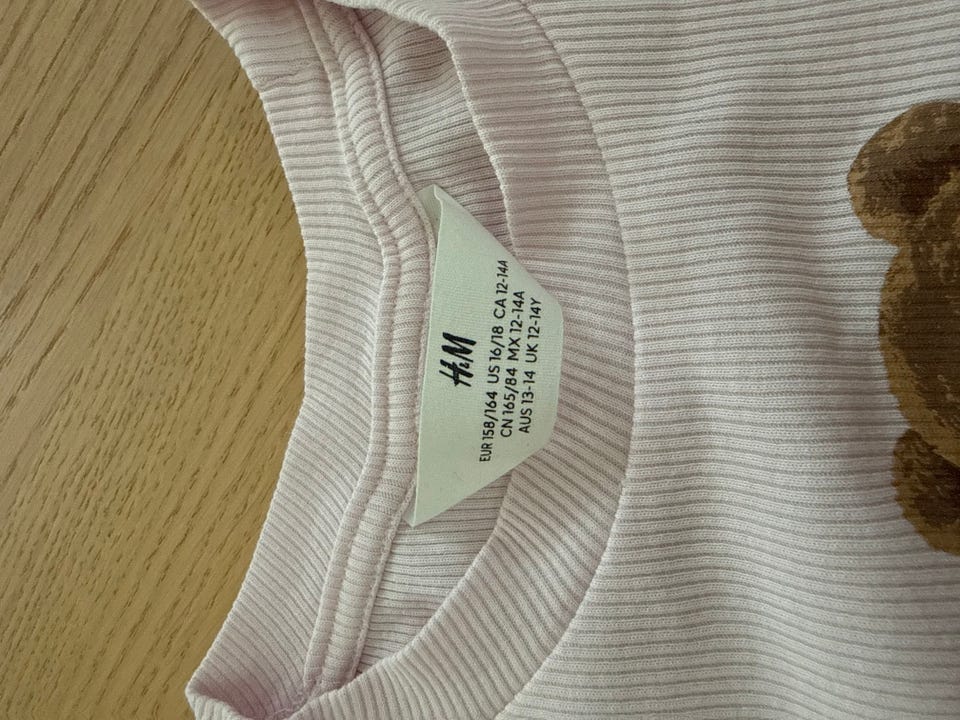 H&M
EUR 158/164 US 16/18 CA 12-14A
CN 165/84 MX 12-14A
AUS 13-14 UK 12-14Y